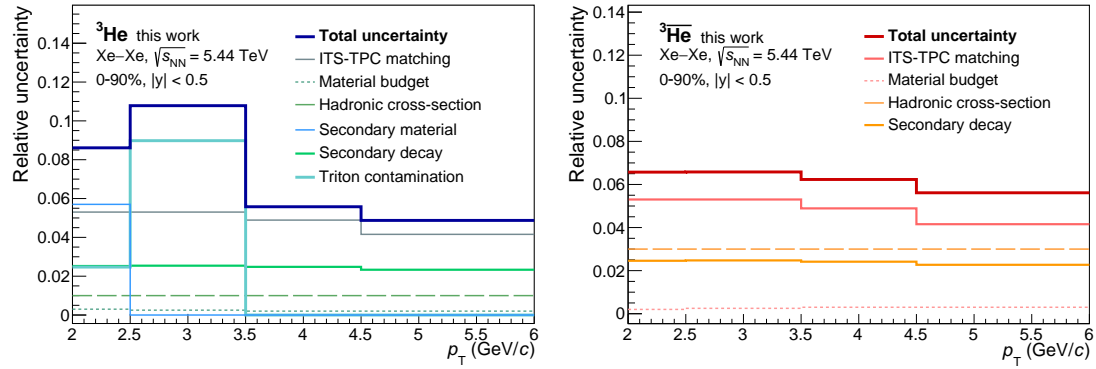 Relative uncertainty
0.14
0.12
0.1
0.08
0.06
0.04
0.02
0
³He this work
Xe−Xe, √sNN = 5.44 TeV
0-90%, |y| < 0.5
Total uncertainty
ITS-TPC matching
Material budget
Hadronic cross-section
Secondary material
Secondary decay
Triton contamination
2 2.5 3 3.5 4 4.5 5 5.5 6
pT (GeV/c)
Relative uncertainty
0.14
0.12
0.1
0.08
0.06
0.04
0.02
0
³H̅e̅ this work
Xe−Xe, √sNN = 5.44 TeV
0-90%, |y| < 0.5
Total uncertainty
ITS-TPC matching
Material budget
Hadronic cross-section
Secondary decay
2 2.5 3 3.5 4 4.5 5 5.5 6
pT (GeV/c)